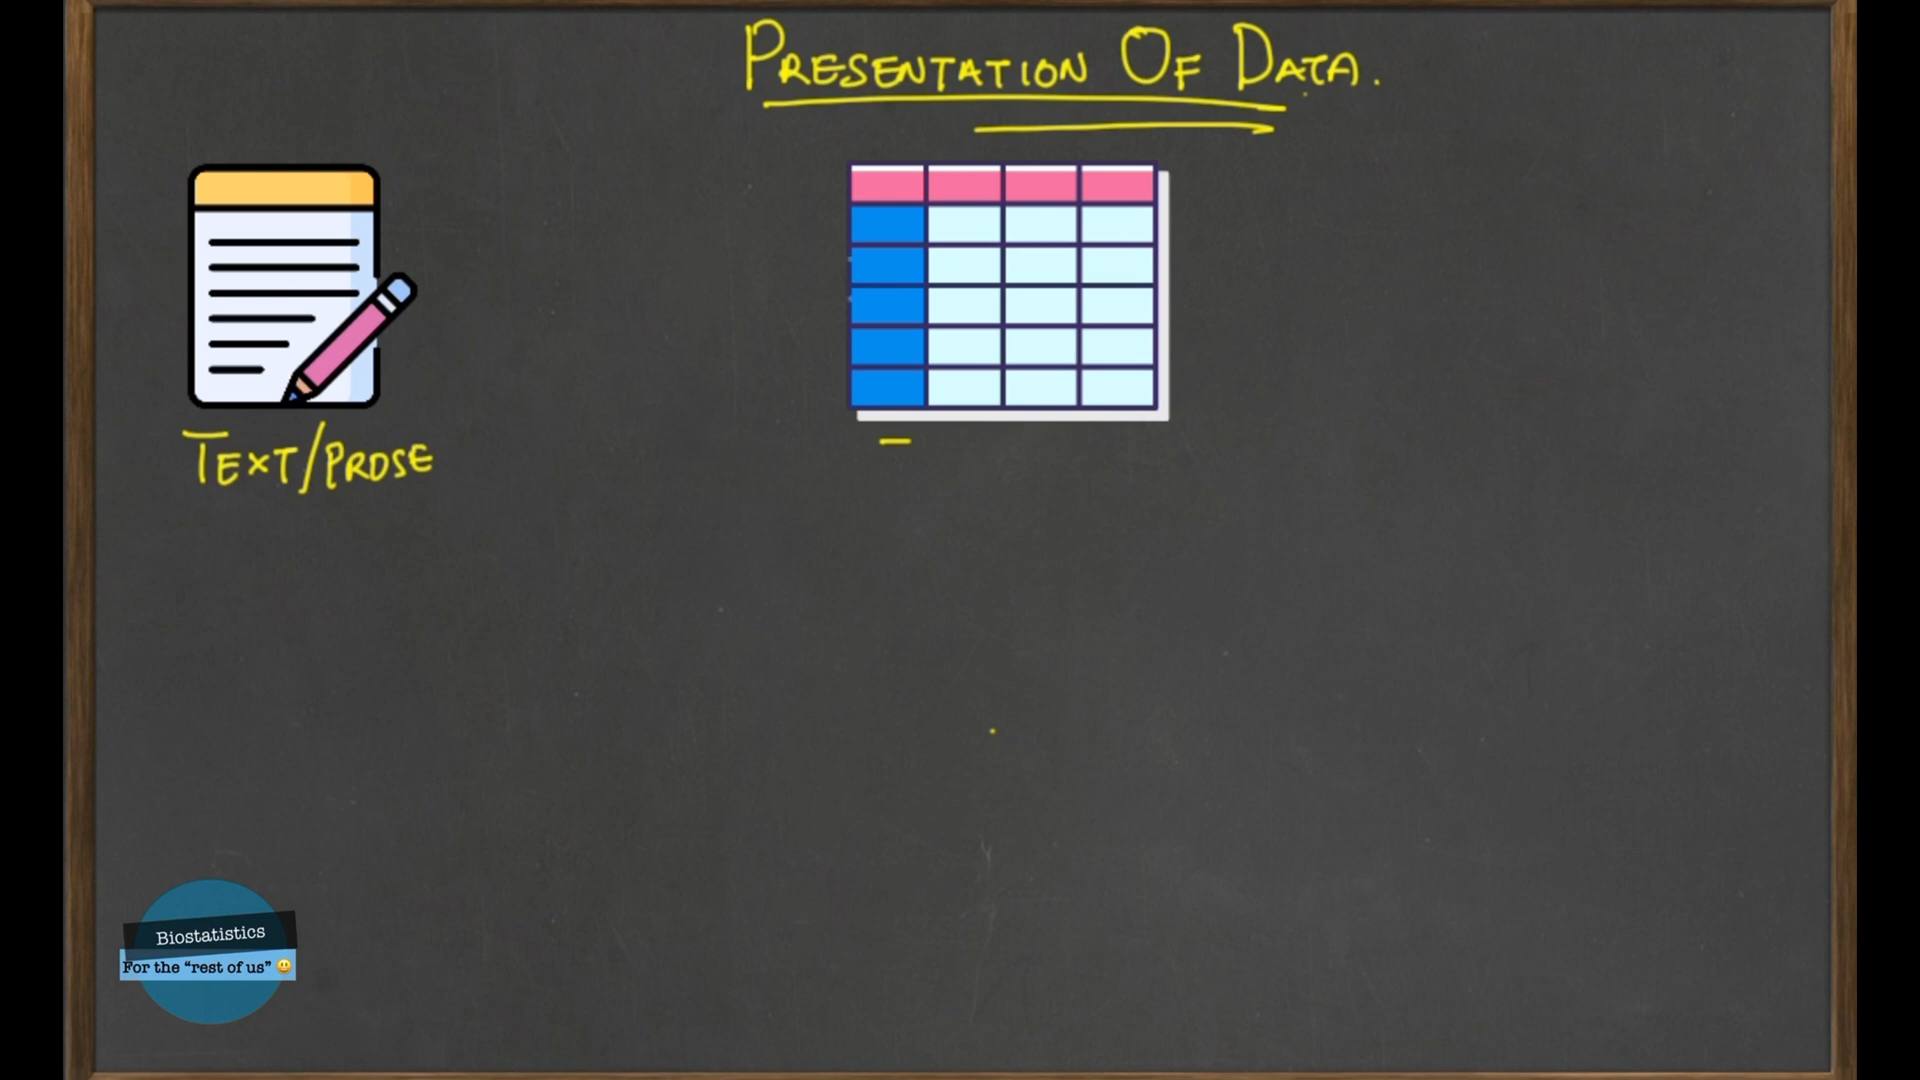 PRESENTATION OF DATA.
TEXT/PROSE
Biostatistics
For the “rest of us” 😃